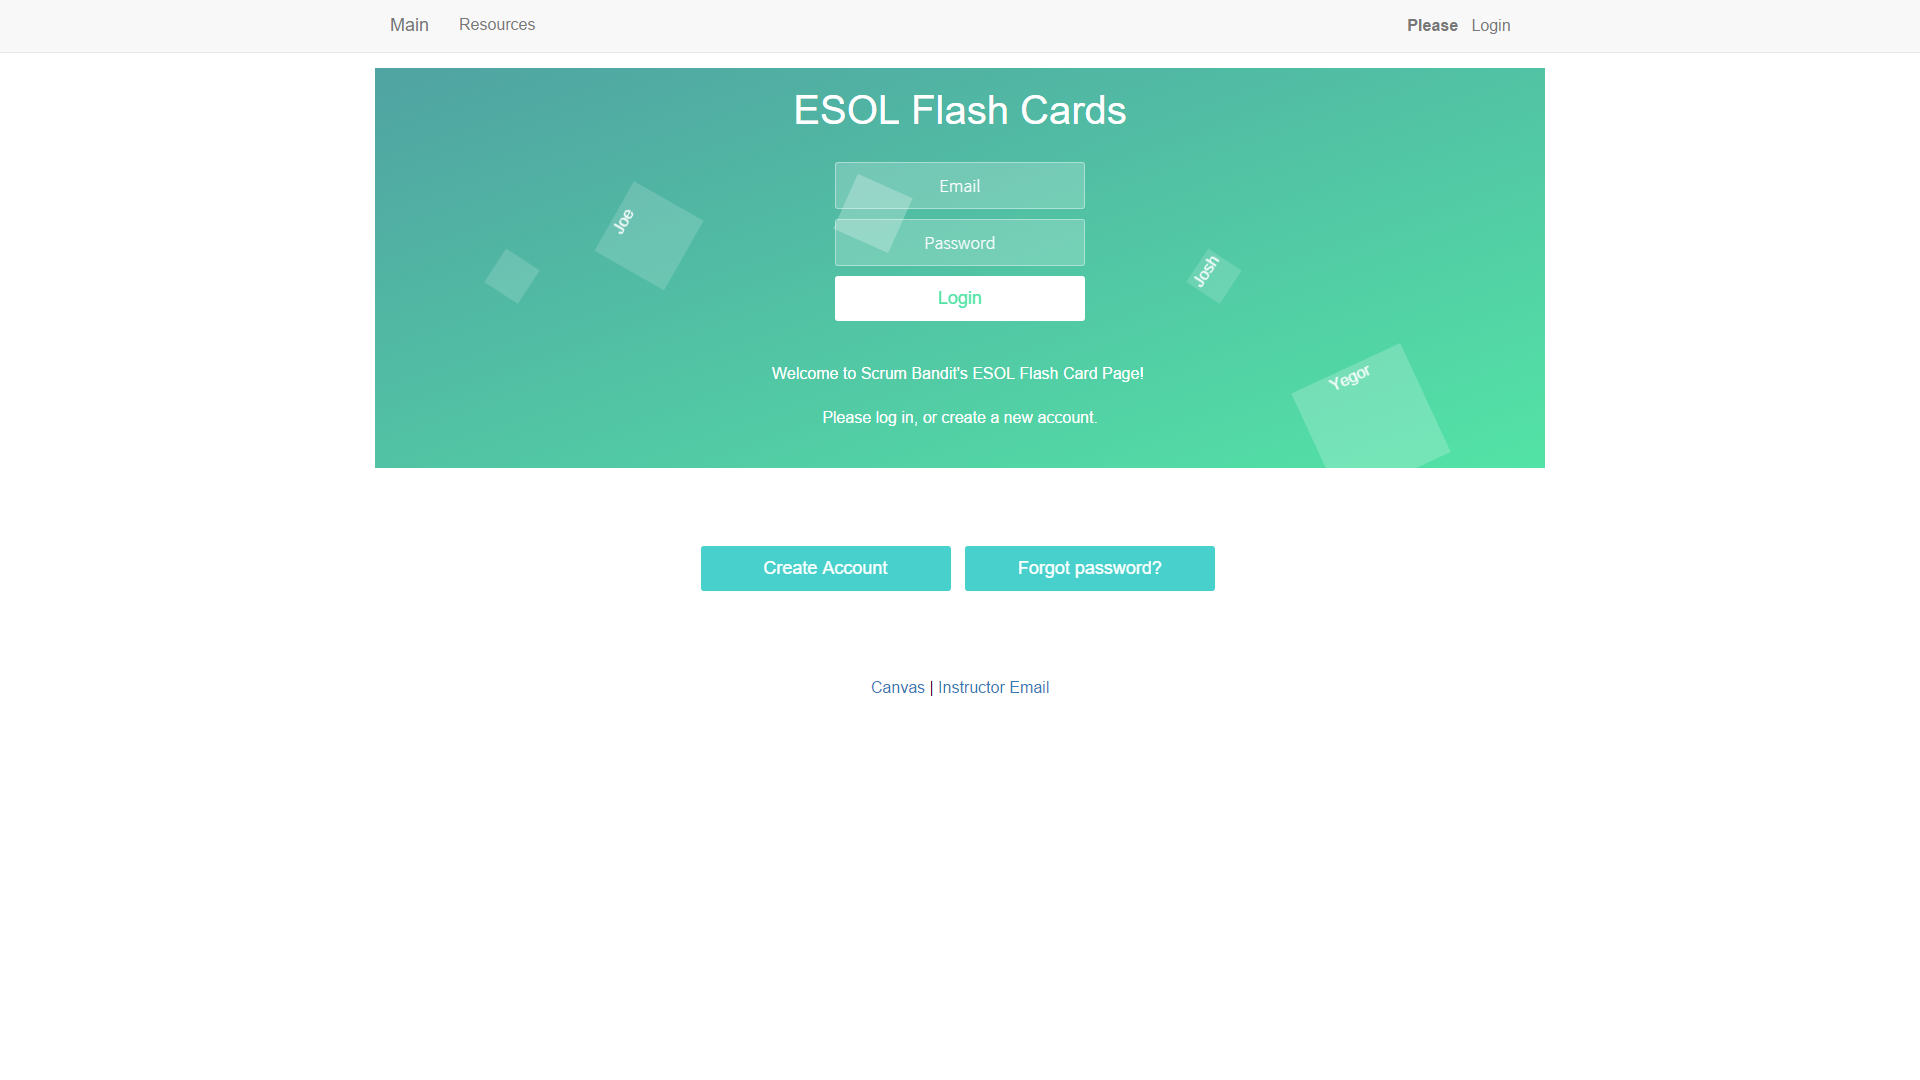 Main Resources Please Login
ESOL Flash Cards
Email
Joe
Password
Josh
Login
Welcome to Scrum Bandit's ESOL Flash Card Page!
Yegor
Please log in, or create a new account.
Create Account Forgot password?
Canvas | Instructor Email